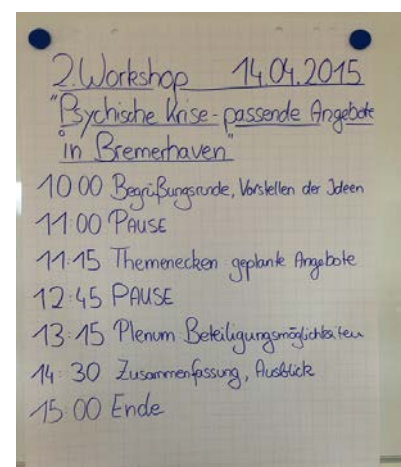 2. Workshop 14.04.2015
"Psychische Krise - passende Angebote
in Bremerhaven"
10 00 Begrüßungsrunde, Vorstellen der Ideen
11 00 PAUSE
11:15 Themenecken geplante Angebote
12:45 PAUSE
13:15 Plenum Beteiligungsmöglichkeiten
14:30 Zusammenfassung, Ausblick
15:00 Ende